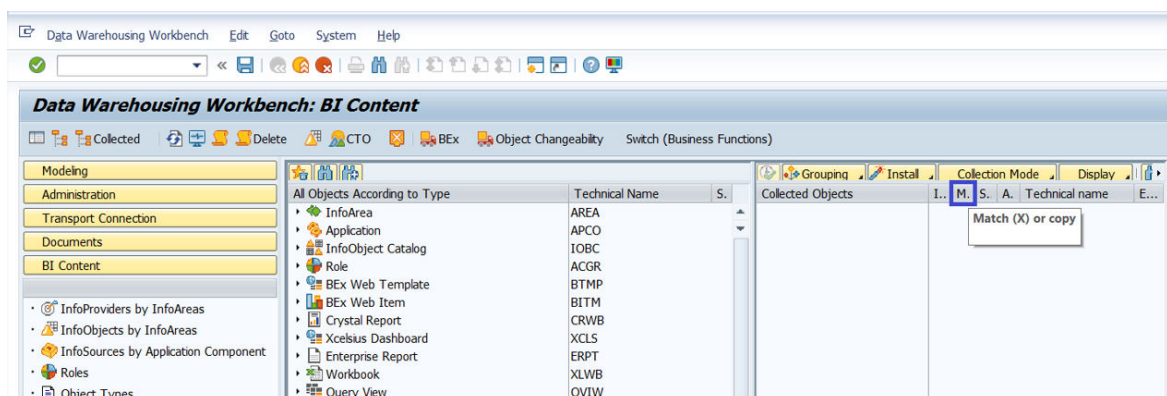 Data Warehousing Workbench Edit Goto System Help
«
Data Warehousing Workbench: BI Content
Collected Delete CTO BEx Object Changeability Switch (Business Functions)
Modeling
Administration
Transport Connection
Documents
BI Content
InfoProviders by InfoAreas
InfoObjects by InfoAreas
InfoSources by Application Component
Roles
Object Types
All Objects According to Type Technical Name S.
InfoArea AREA
Application APCO
InfoObject Catalog IOBC
Role ACGR
BEx Web Template BTMP
BEx Web Item BITM
Crystal Report CRWB
Xcelsius Dashboard XCLS
Enterprise Report ERPT
Workbook XLWB
Query View QVIW
Grouping Install Collection Mode Display
Collected Objects I.. M. S. A. Technical name E...
Match (X) or copy